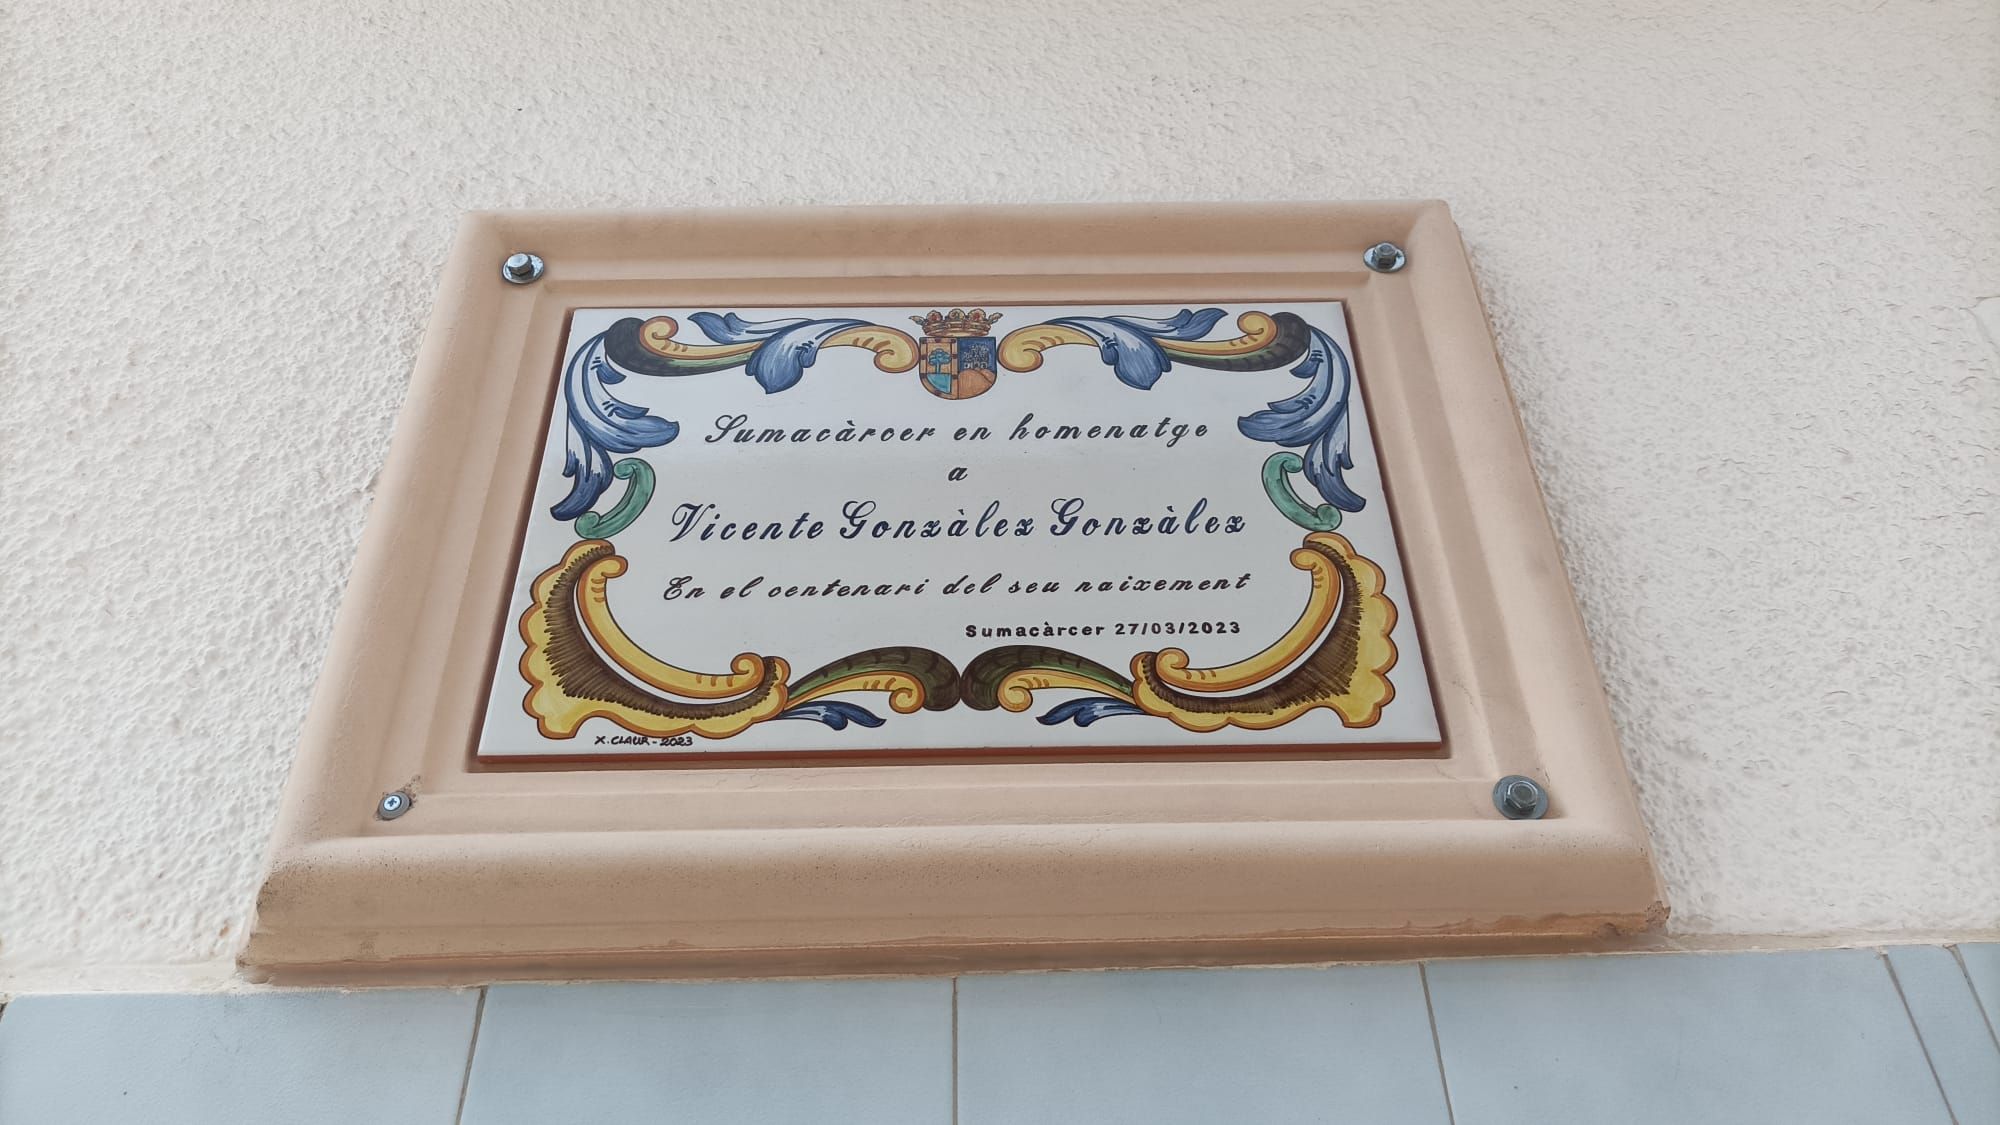 Sumacàrcer en homenatge
a
Vicente Gonzàlez Gonzàlez
En el centenari del seu naixement
Sumacàrcer 27/03/2023
X. CLAUR - 2023